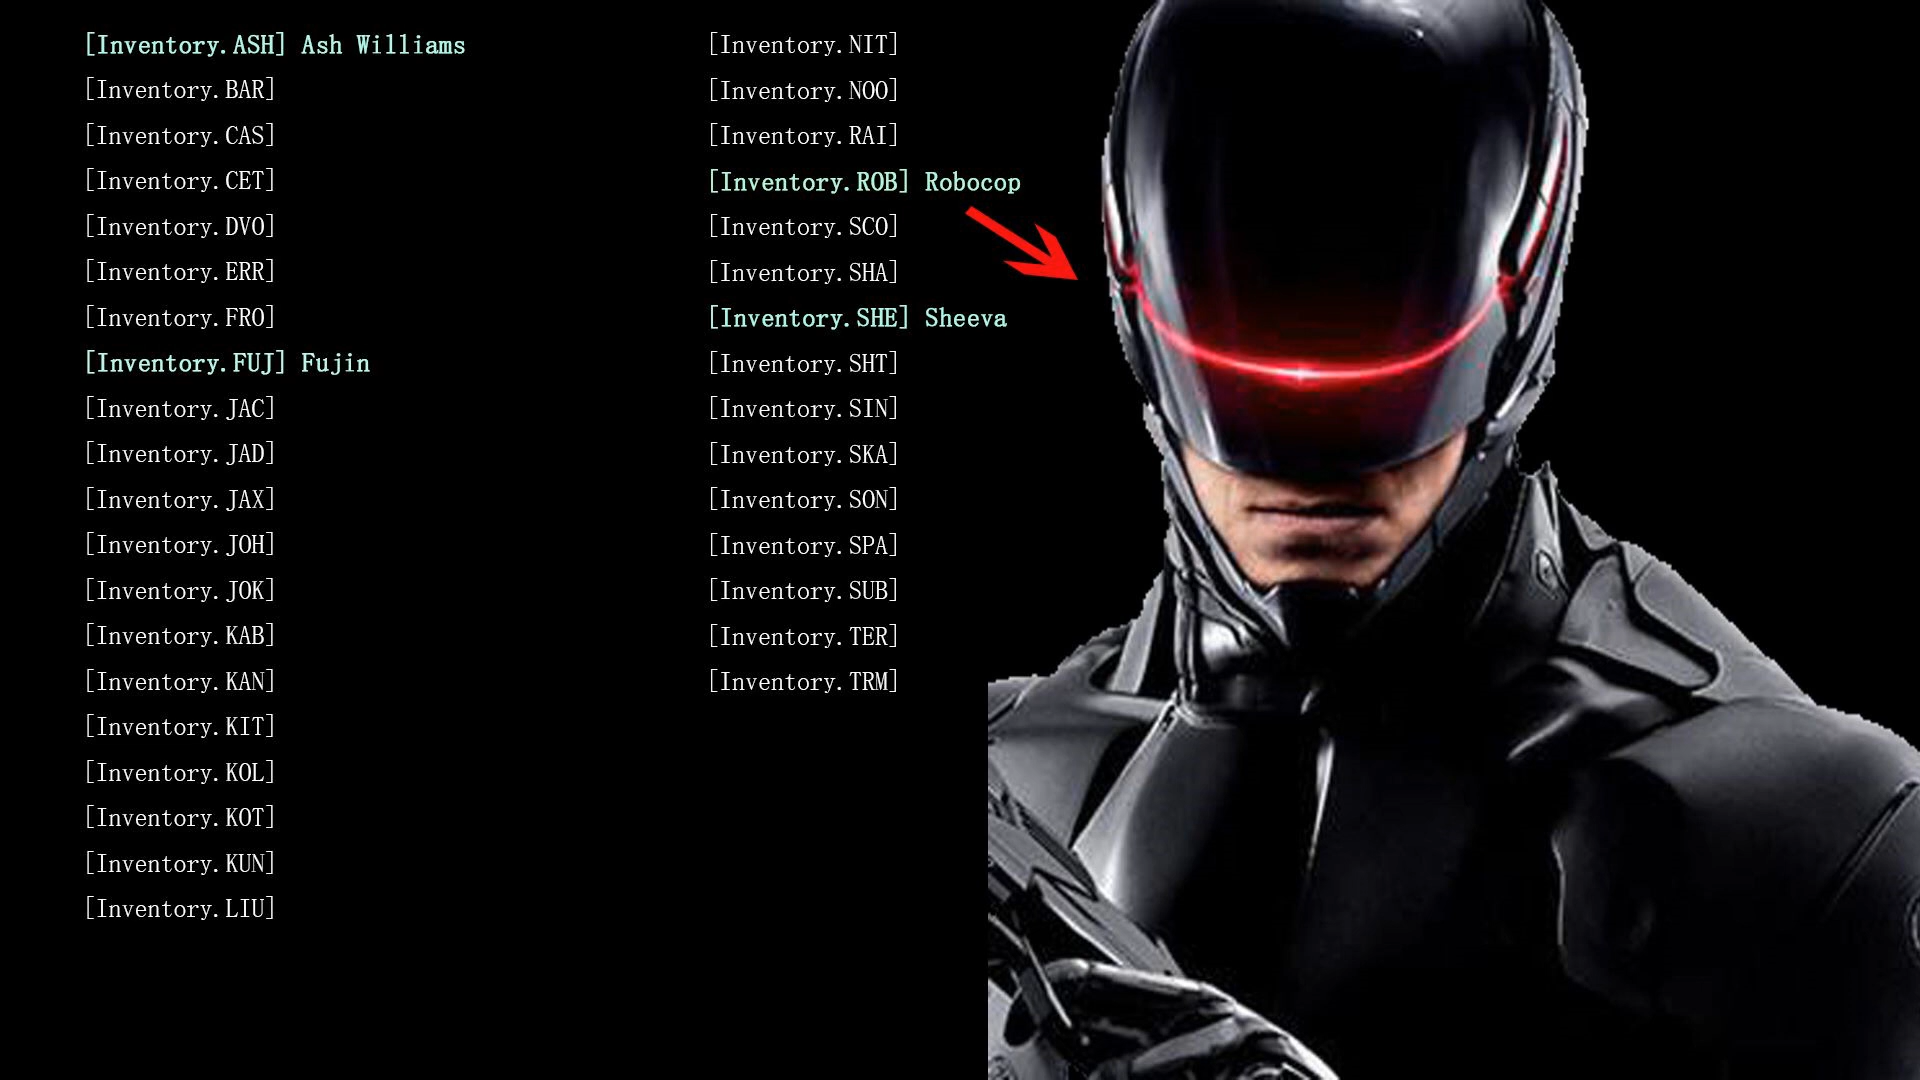 [Inventory.ASH] Ash Williams
[Inventory.BAR]
[Inventory.CAS]
[Inventory.CET]
[Inventory.DVO]
[Inventory.ERR]
[Inventory.FRO]
[Inventory.FUJ] Fujin
[Inventory.JAC]
[Inventory.JAD]
[Inventory.JAX]
[Inventory.JOH]
[Inventory.JOK]
[Inventory.KAB]
[Inventory.KAN]
[Inventory.KIT]
[Inventory.KOL]
[Inventory.KOT]
[Inventory.KUN]
[Inventory.LIU]
[Inventory.NIT]
[Inventory.NOO]
[Inventory.RAI]
[Inventory.ROB] Robocop
[Inventory.SCO]
[Inventory.SHA]
[Inventory.SHE] Sheeva
[Inventory.SHT]
[Inventory.SIN]
[Inventory.SKA]
[Inventory.SON]
[Inventory.SPA]
[Inventory.SUB]
[Inventory.TER]
[Inventory.TRM]